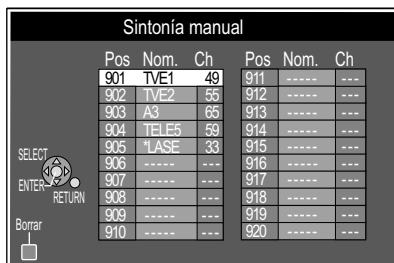 Sintonía manual
Pos Nom. Ch Pos Nom. Ch
901 TVE1 49 911 ----- ---
902 TVE2 55 912 ----- ---
903 A3 65 913 ----- ---
904 TELE5 59 914 ----- ---
905 *LASE 33 915 ----- ---
906 ----- --- 916 ----- ---
907 ----- --- 917 ----- ---
908 ----- --- 918 ----- ---
909 ----- --- 919 ----- ---
910 ----- --- 920 ----- ---
SELECT
ENTER
RETURN
Borrar